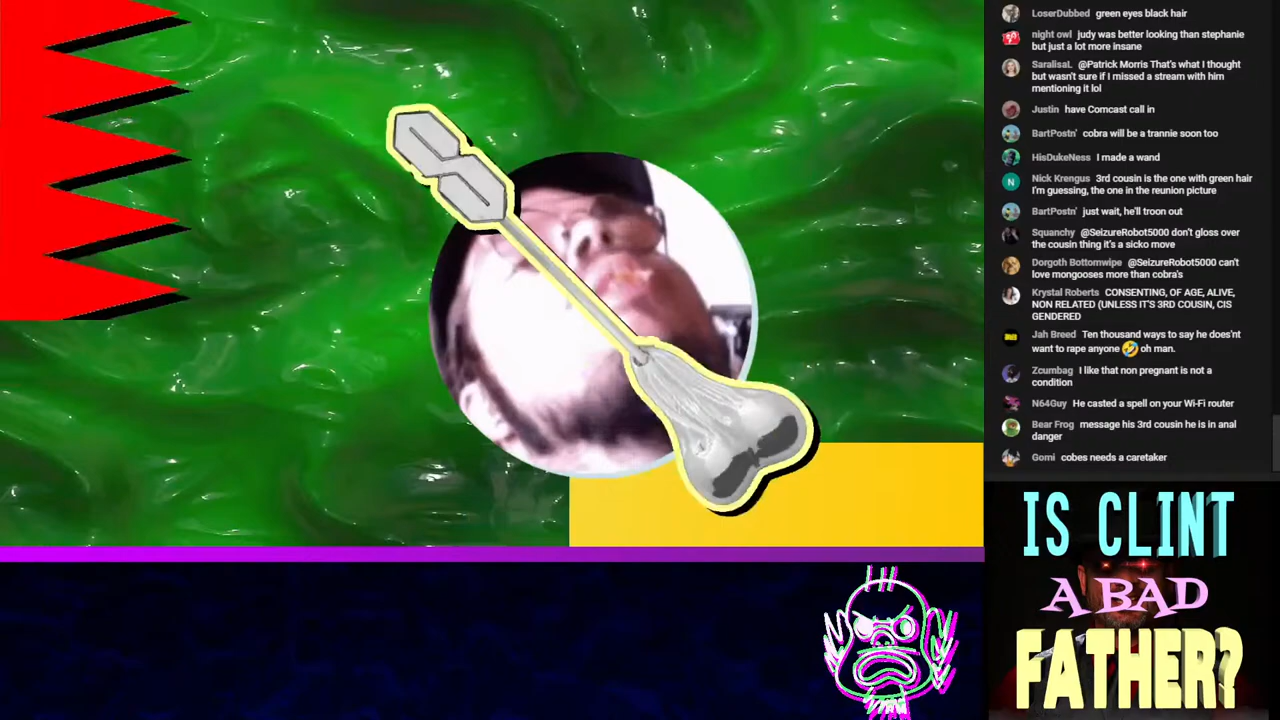 LoserDubbed green eyes black hair
night owl judy was better looking than stephanie
but just a lot more insane
SaralisaL @Patrick Morris That's what I thought
but wasn't sure if I missed a stream with him
mentioning it lol
Justin have Comcast call in
BartPostn' cobra will be a trannie soon too
HisDukeNess I made a wand
Nick Krengus 3rd cousin is the one with green hair
I'm guessing, the one in the reunion picture
BartPostn' just wait, he'll troon out
Squanchy @SeizureRobot5000 don't gloss over
the cousin thing it's a sicko move
Dorgoth Bottomwipe @SeizureRobot5000 can't
love mongooses more than cobra's
Krystal Roberts CONSENTING, OF AGE, ALIVE,
NON RELATED (UNLESS IT'S 3RD COUSIN, CIS
GENDERED
Jah Breed Ten thousand ways to say he does'nt
want to rape anyone 🤣 oh man.
Zcumbag I like that non pregnant is not a
condition
N64Guy He casted a spell on your Wi-Fi router
Bear Frog message his 3rd cousin he is in anal
danger
Gomi cobes needs a caretaker
IS CLINT
A BAD
FATHER?